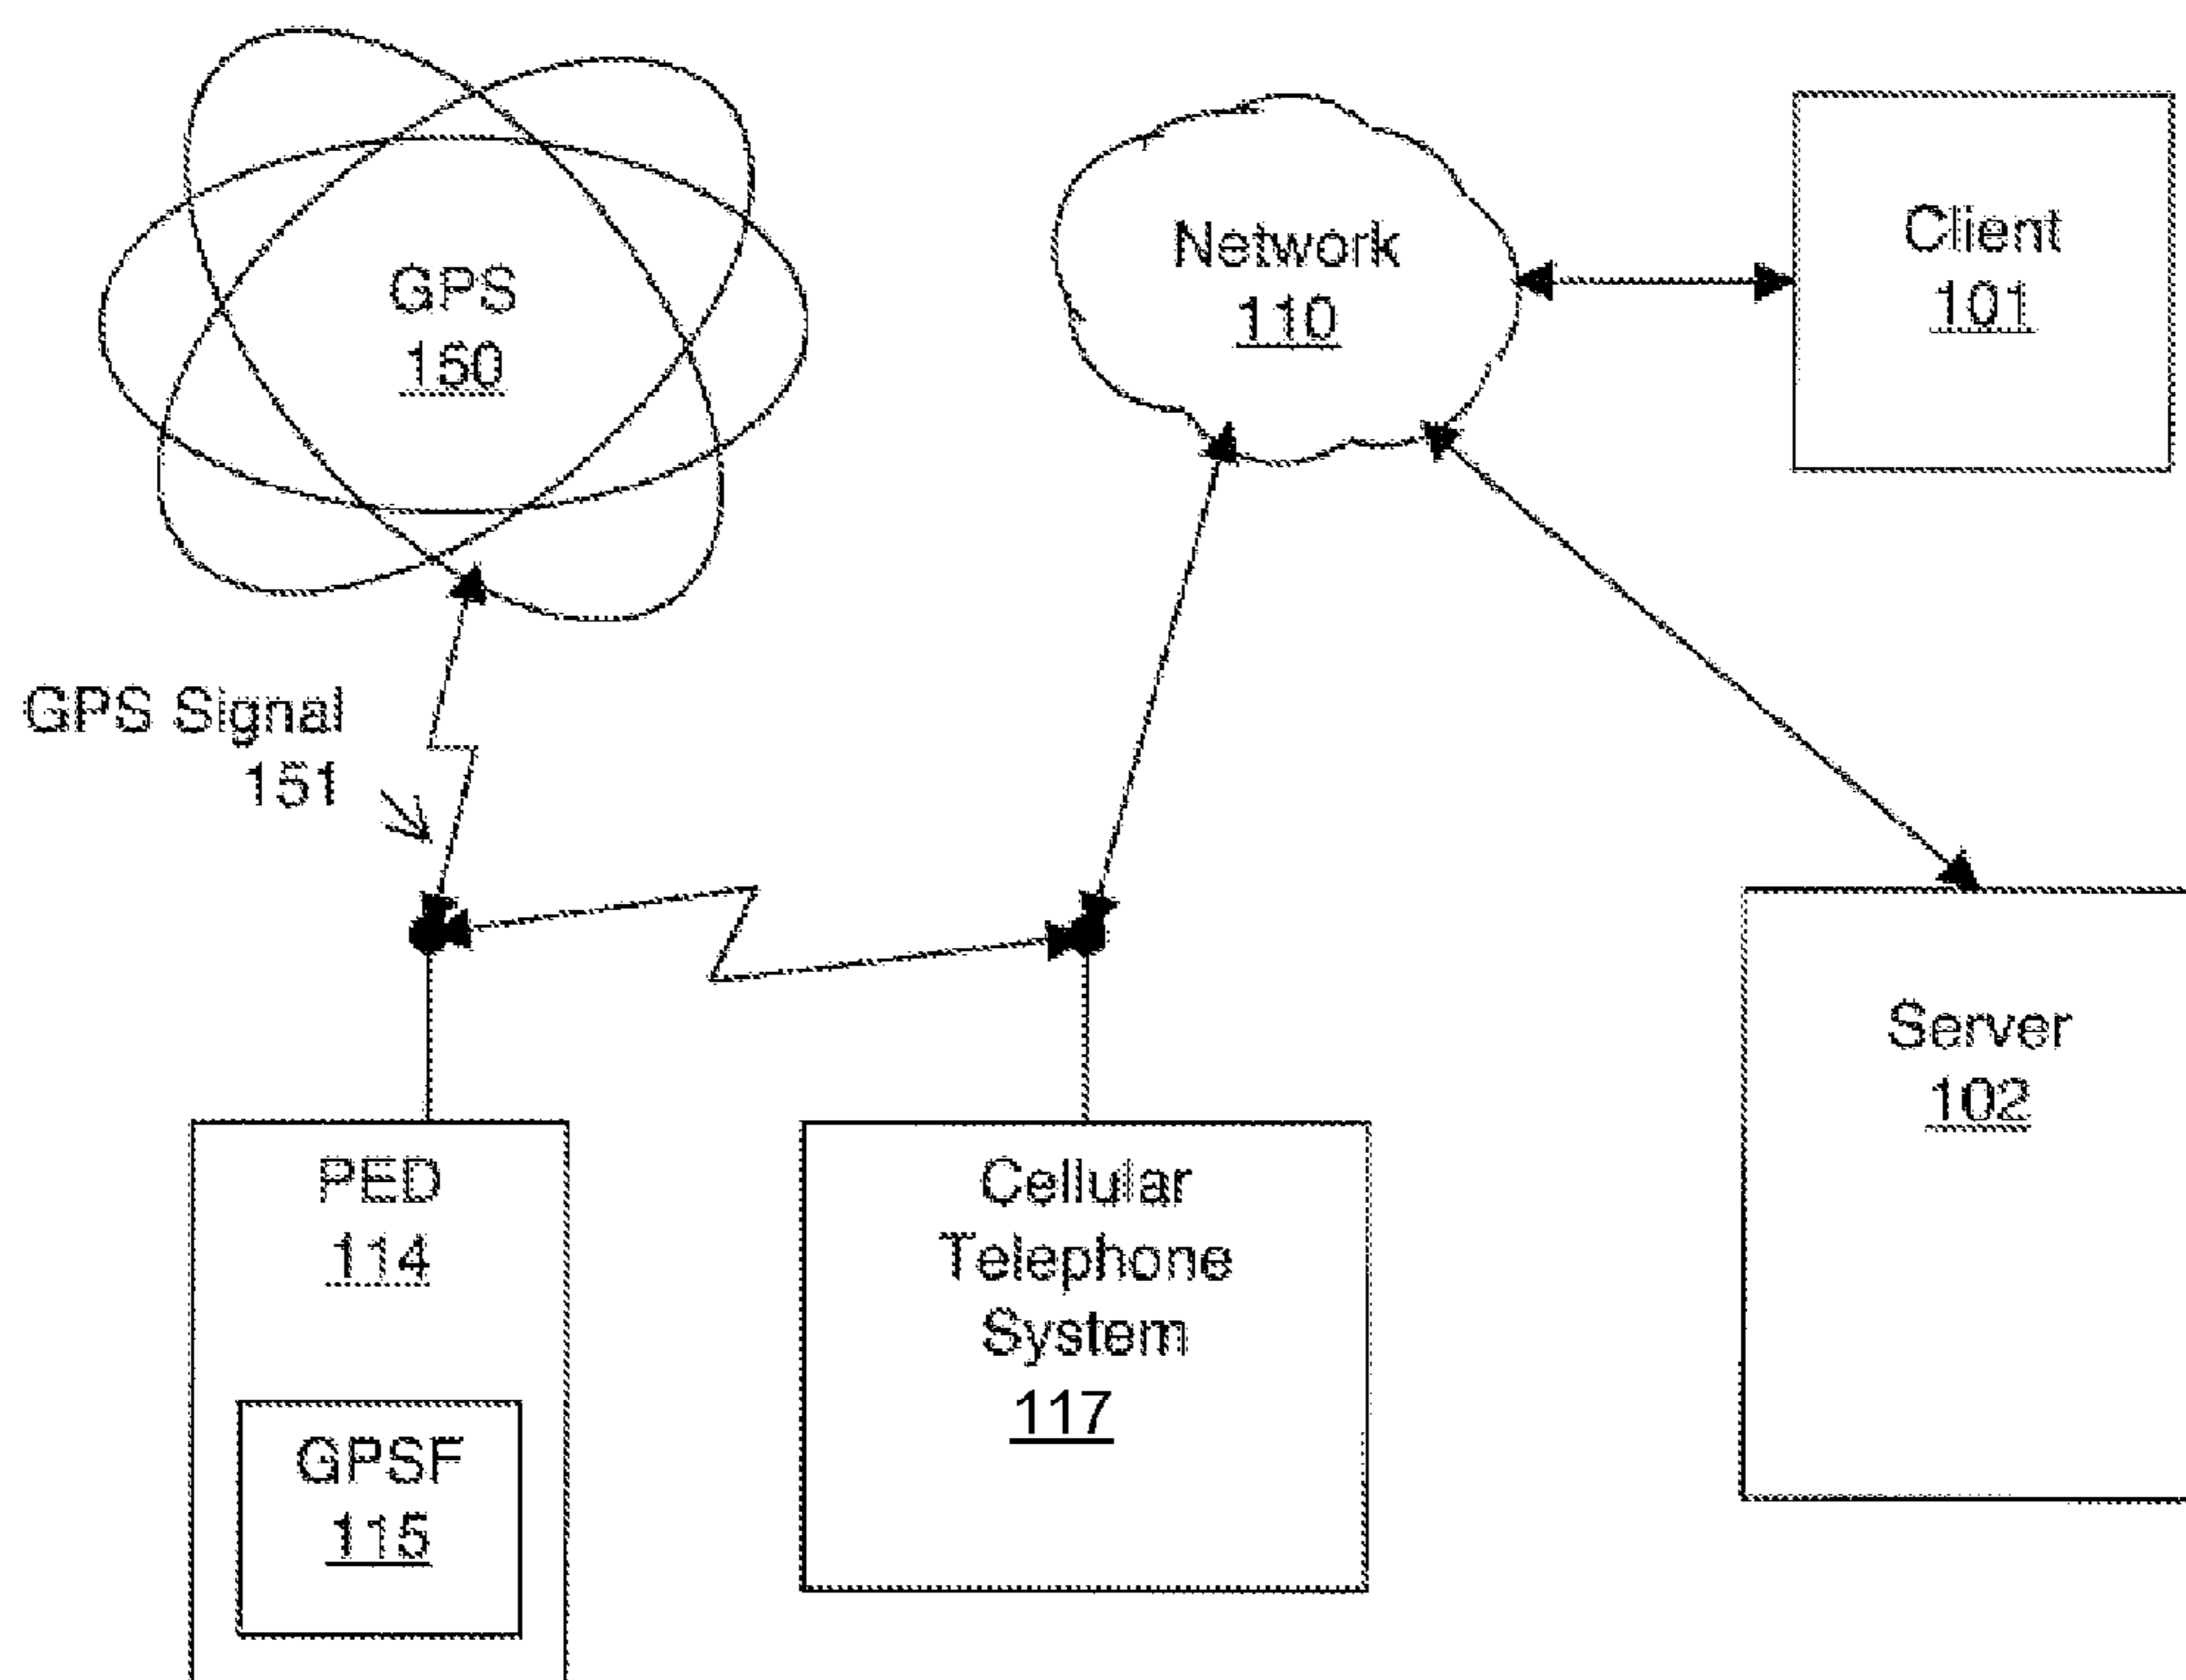 GPS
150
Network
110
Client
101
GPS Signal
151
Server
102
PED
114
Cellular
Telephone
System
117
GPSF
115